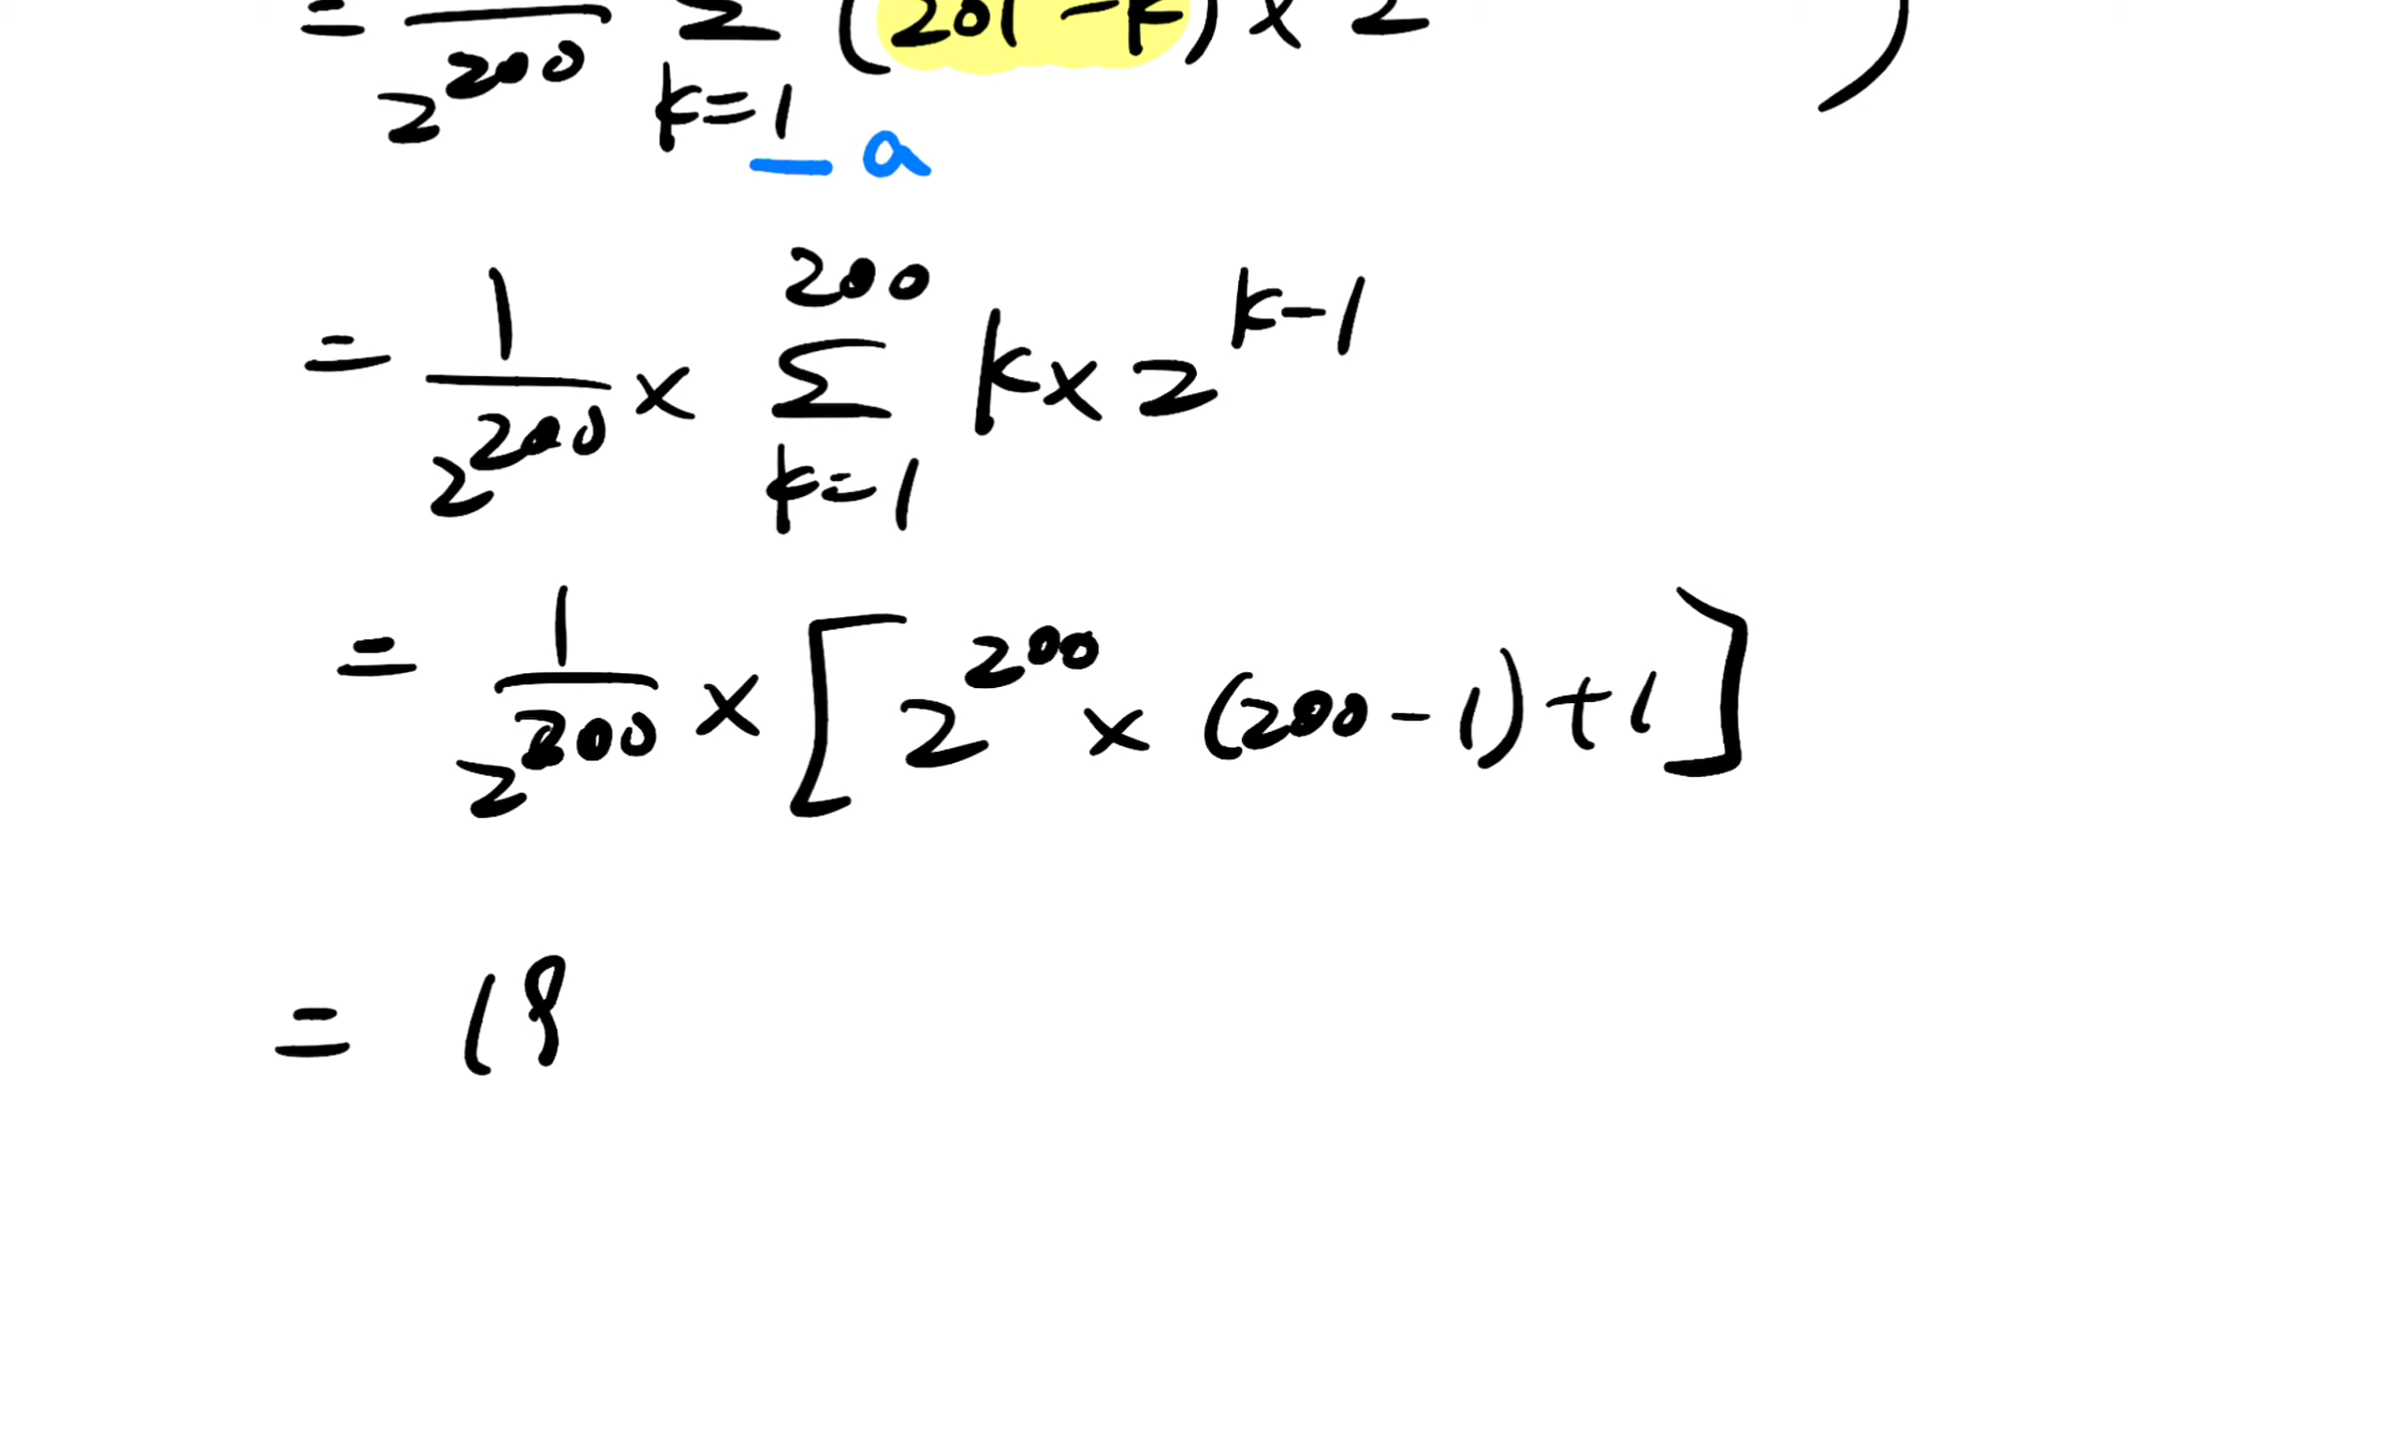 = 1/2^200 Σ_{k=1} (201-k) × 2
a
= 1/2^200 × Σ_{k=1}^{200} k × 2^{k-1}
= 1/2^200 × [2^200 × (200-1)+1]
= 19